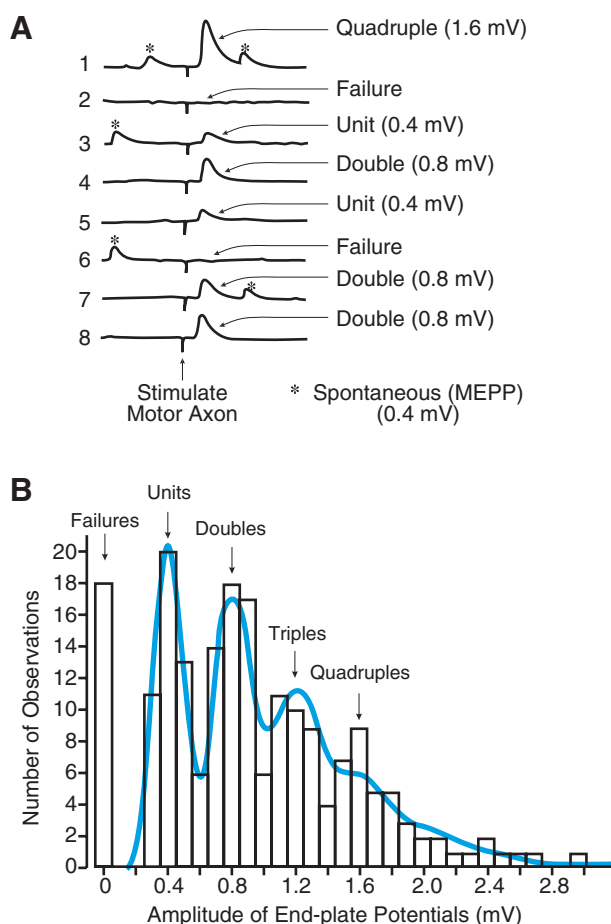 A
1
*
*
Quadruple (1.6 mV)
2
Failure
3
*
Unit (0.4 mV)
4
Double (0.8 mV)
5
Unit (0.4 mV)
6
*
Failure
7
*
Double (0.8 mV)
8
Double (0.8 mV)
Stimulate
Motor Axon
* Spontaneous (MEPP)
(0.4 mV)
B
Failures
Units
Doubles
Triples
Quadruples
Number of Observations
20
18
16
14
12
10
8
6
4
2
0
0 0.4 0.8 1.2 1.6 2.0 2.4 2.8
Amplitude of End-plate Potentials (mV)